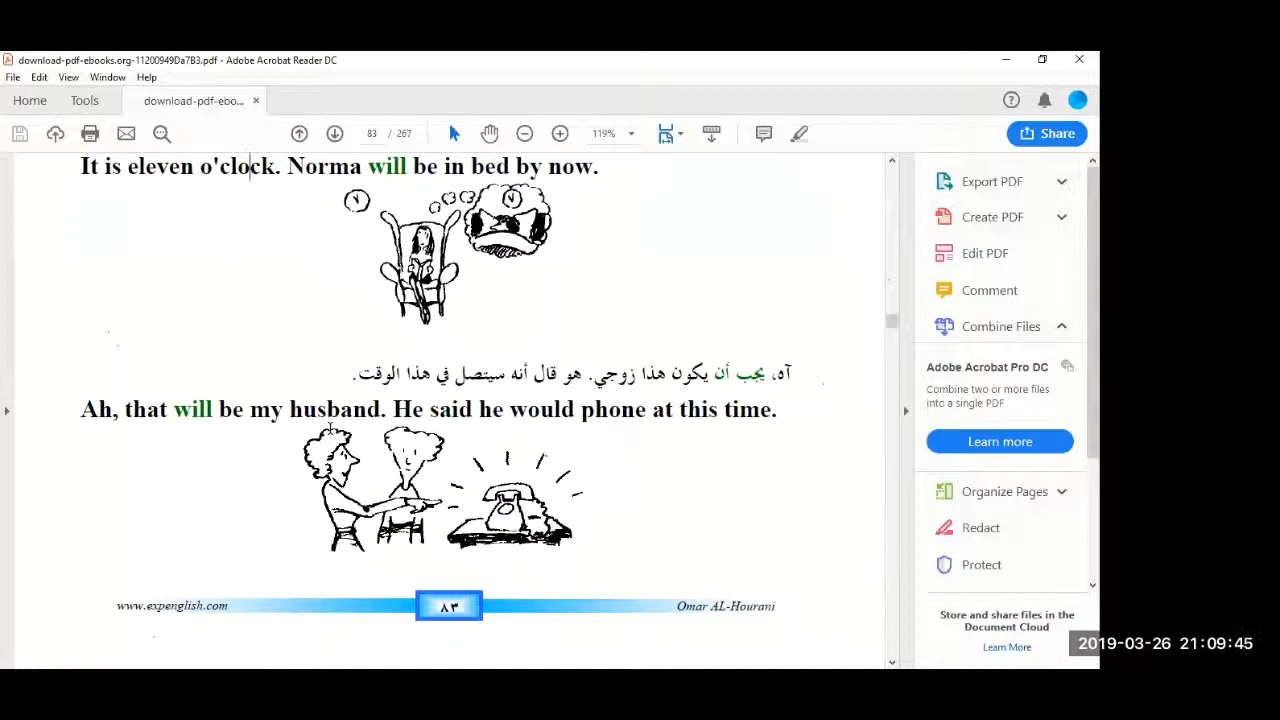 download-pdf-ebooks.org-11200949Da7B3.pdf - Adobe Acrobat Reader DC
File Edit View Window Help
Home Tools download-pdf-ebo... ×
83 / 267 119% Share
It is eleven o'clock. Norma will be in bed by now.
آه، يجب أن يكون هذا زوجي. هو قال أنه سيتصل في هذا الوقت.
Ah, that will be my husband. He said he would phone at this time.
www.expenglish.com ٨٣ Omar AL-Hourani
Export PDF
Create PDF
Edit PDF
Comment
Combine Files
Adobe Acrobat Pro DC
Combine two or more files
into a single PDF
Learn more
Organize Pages
Redact
Protect
Store and share files in the
Document Cloud
Learn More
2019-03-26 21:09:45